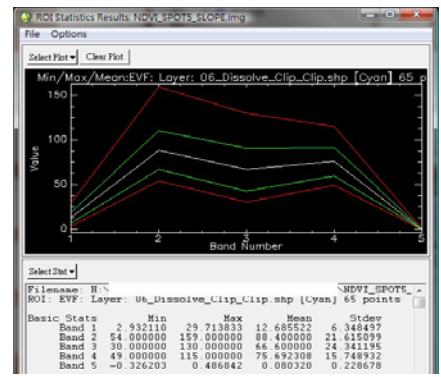 ROI Statistics Results: NDVI_SPOT5_SLOPE.img
File Options
Select Plot Clear Plot
Min/Max/Mean:EVF: Layer: 06_Dissolve_Clip_Clip.shp [Cyan] 65 p
150
100
50
0
Value
1 2 3 4 5
Band Number
Select Stat
Filename: H:\ \NDVI_SPOT5_
ROI: EVF: Layer: 06_Dissolve_Clip_Clip.shp [Cyan] 65 points
Basic Stats Min Max Mean Stdev
Band 1 2.932110 29.713833 12.685522 6.348497
Band 2 54.000000 159.000000 88.400000 21.615099
Band 3 30.000000 130.000000 66.600000 24.341195
Band 4 49.000000 115.000000 75.692308 15.748932
Band 5 -0.326203 0.486842 0.080320 0.228678